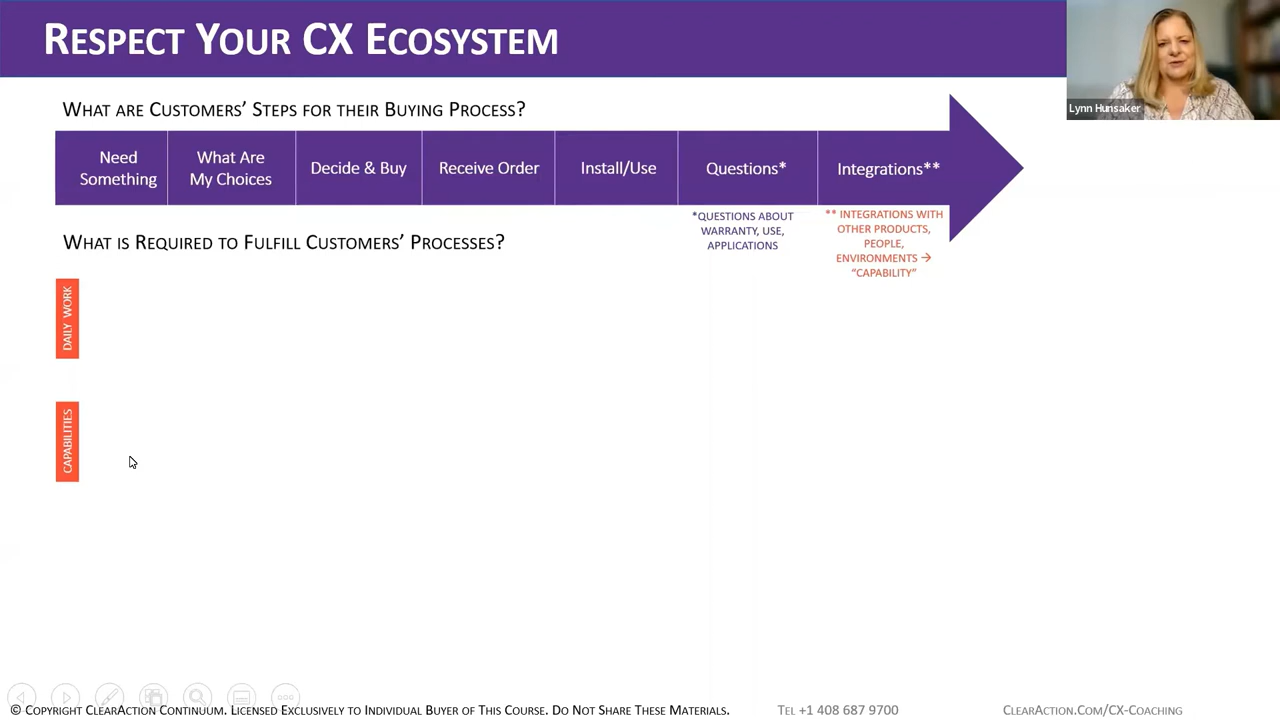 RESPECT YOUR CX ECOSYSTEM
Lynn Hunsaker
WHAT ARE CUSTOMERS' STEPS FOR THEIR BUYING PROCESS?
Need
Something
What Are
My Choices
Decide & Buy
Receive Order
Install/Use
Questions*
Integrations**
*QUESTIONS ABOUT
WARRANTY, USE,
APPLICATIONS
** INTEGRATIONS WITH
OTHER PRODUCTS,
PEOPLE,
ENVIRONMENTS →
“CAPABILITY”
WHAT IS REQUIRED TO FULFILL CUSTOMERS' PROCESSES?
DAILY WORK
CAPABILITIES
© COPYRIGHT CLEARACTION CONTINUUM. LICENSED EXCLUSIVELY TO INDIVIDUAL BUYER OF THIS COURSE. DO NOT SHARE THESE MATERIALS.
TEL +1 408 687 9700
CLEARACTION.COM/CX-COACHING